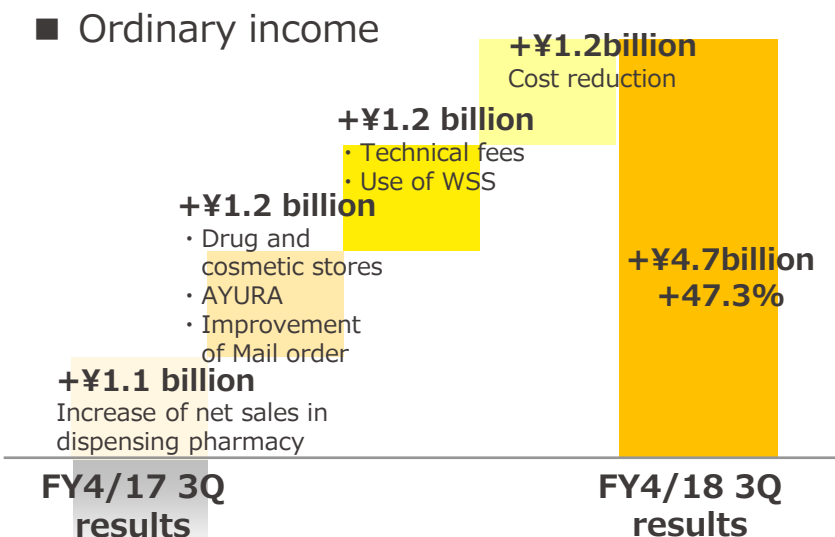 ■ Ordinary income
+¥1.2billion
Cost reduction
+¥1.2 billion
・Technical fees
・Use of WSS
+¥1.2 billion
・Drug and
cosmetic stores
・AYURA
・Improvement
of Mail order
+¥1.1 billion
Increase of net sales in
dispensing pharmacy
+¥4.7billion
+47.3%
FY4/17 3Q
results
FY4/18 3Q
results